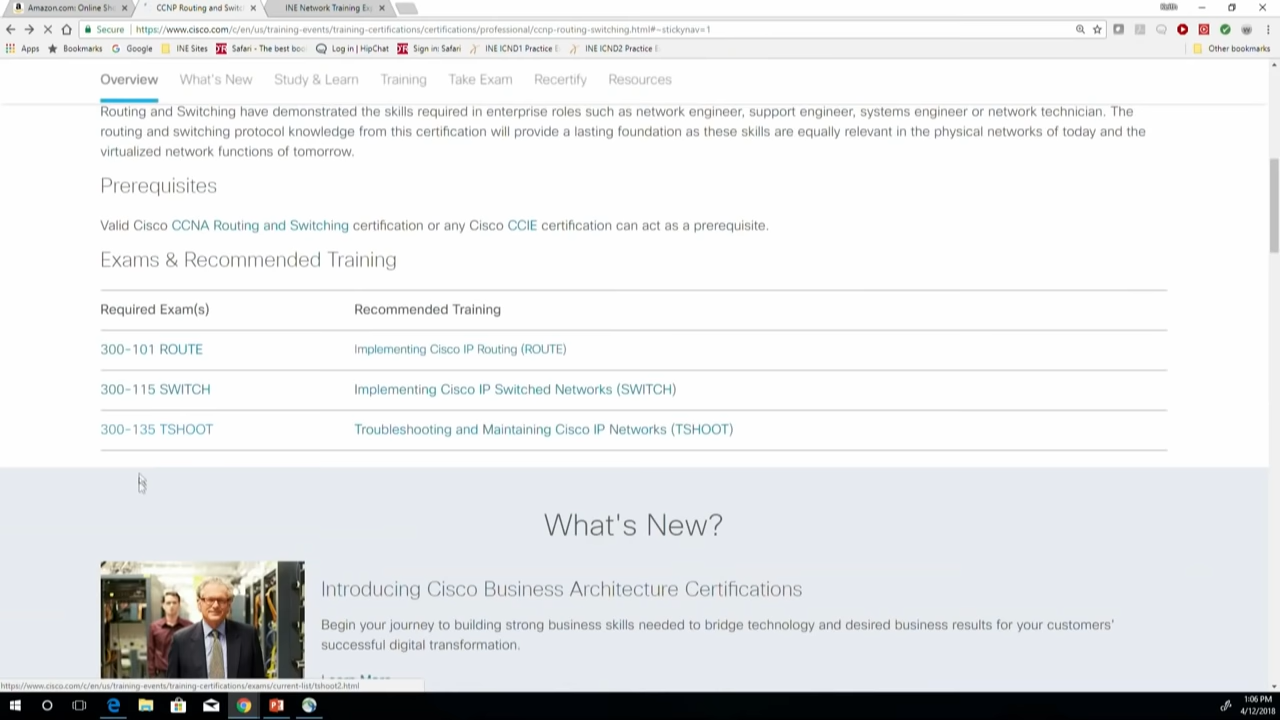 Amazon.com: Online Sh
CCNP Routing and Swit
INE Network Training Ex
Secure
https://www.cisco.com/c/en/us/training-events/training-certifications/certifications/professional/ccnp-routing-switching.html#~stickynav=1
Apps
Bookmarks
Google
INE Sites
Safari - The best boo
Log in | HipChat
Sign in: Safari
INE ICND1 Practice E
INE ICND2 Practice E
Other bookmarks
Overview
What's New
Study & Learn
Training
Take Exam
Recertify
Resources
Routing and Switching have demonstrated the skills required in enterprise roles such as network engineer, support engineer, systems engineer or network technician. The
routing and switching protocol knowledge from this certification will provide a lasting foundation as these skills are equally relevant in the physical networks of today and the
virtualized network functions of tomorrow.
Prerequisites
Valid Cisco CCNA Routing and Switching certification or any Cisco CCIE certification can act as a prerequisite.
Exams & Recommended Training
Required Exam(s)
Recommended Training
300-101 ROUTE
Implementing Cisco IP Routing (ROUTE)
300-115 SWITCH
Implementing Cisco IP Switched Networks (SWITCH)
300-135 TSHOOT
Troubleshooting and Maintaining Cisco IP Networks (TSHOOT)
What's New?
Introducing Cisco Business Architecture Certifications
Begin your journey to building strong business skills needed to bridge technology and desired business results for your customers'
successful digital transformation.
https://www.cisco.com/c/en/us/training-events/training-certifications/exams/current-list/tshoot2.html
1:06 PM
4/12/2018